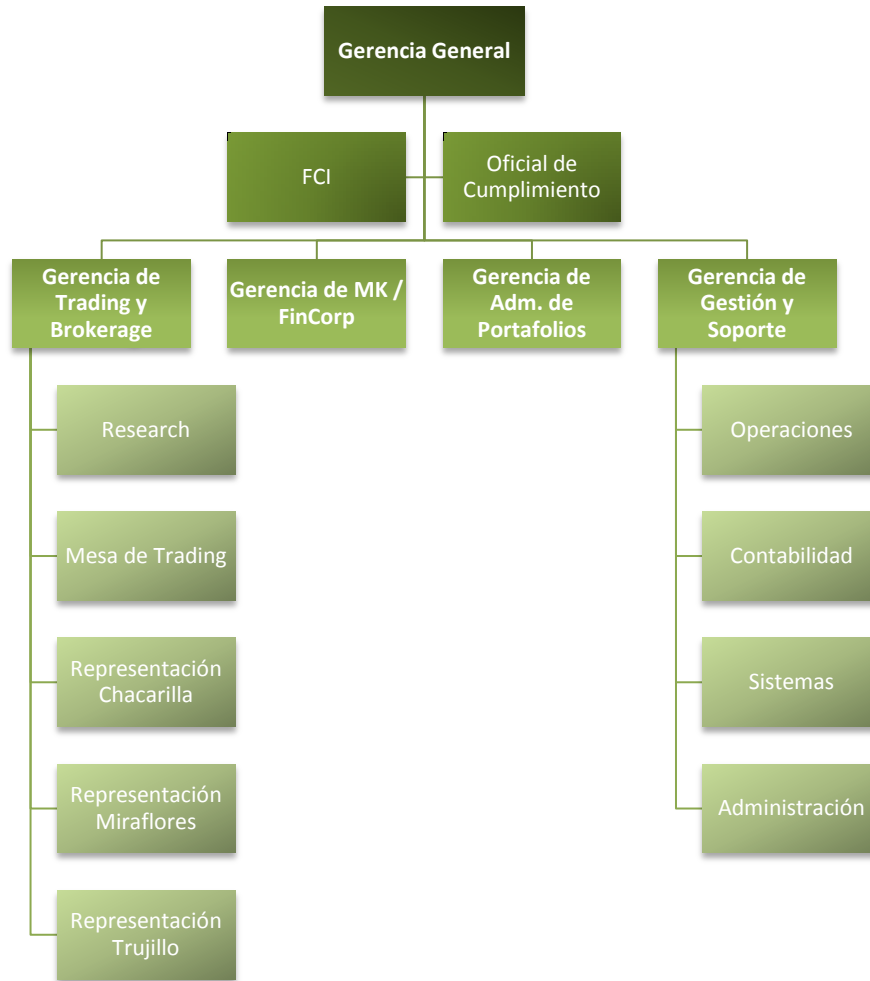 Gerencia General
FCI
Oficial de
Cumplimiento
Gerencia de
Trading y
Brokerage
Gerencia de MK /
FinCorp
Gerencia de
Adm. de
Portafolios
Gerencia de
Gestión y
Soporte
Research
Mesa de Trading
Representación
Chacarilla
Representación
Miraflores
Representación
Trujillo
Operaciones
Contabilidad
Sistemas
Administración